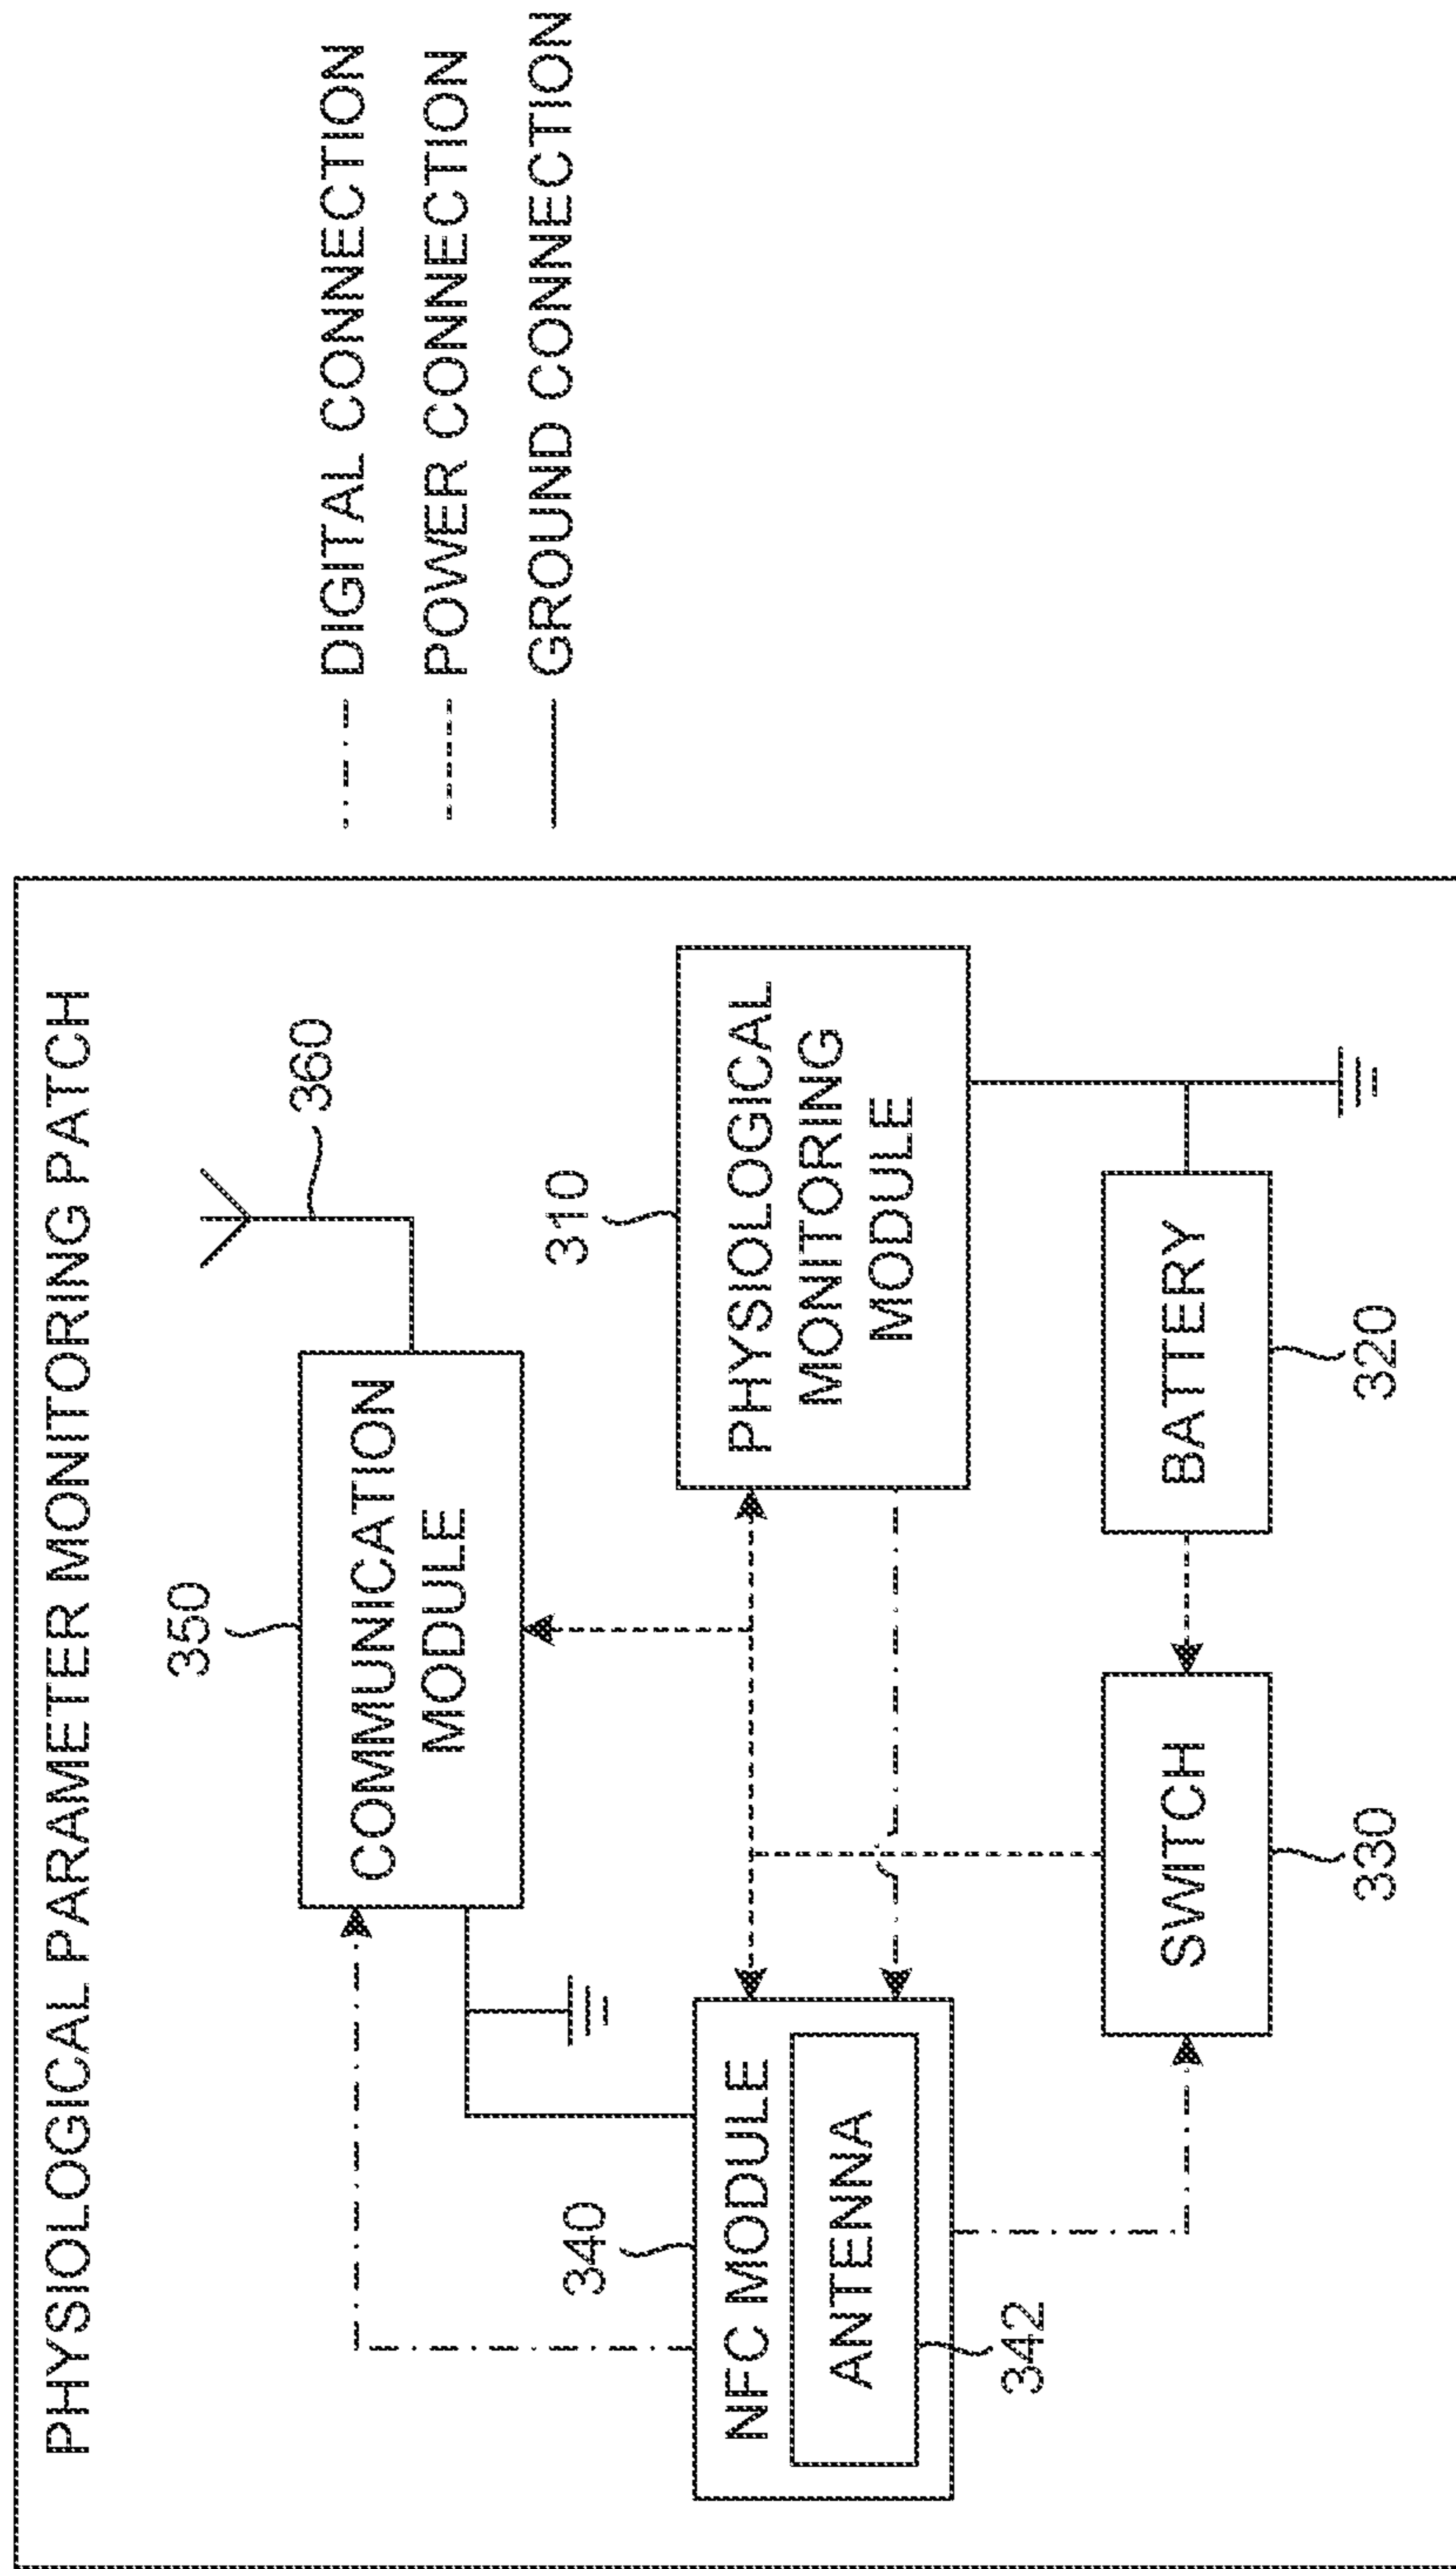 PHYSIOLOGICAL PARAMETER MONITORING PATCH
350
COMMUNICATION
MODULE
360
340
NFC MODULE
ANTENNA
342
310
PHYSIOLOGICAL
MONITORING
MODULE
SWITCH
330
BATTERY
320
DIGITAL CONNECTION
POWER CONNECTION
GROUND CONNECTION